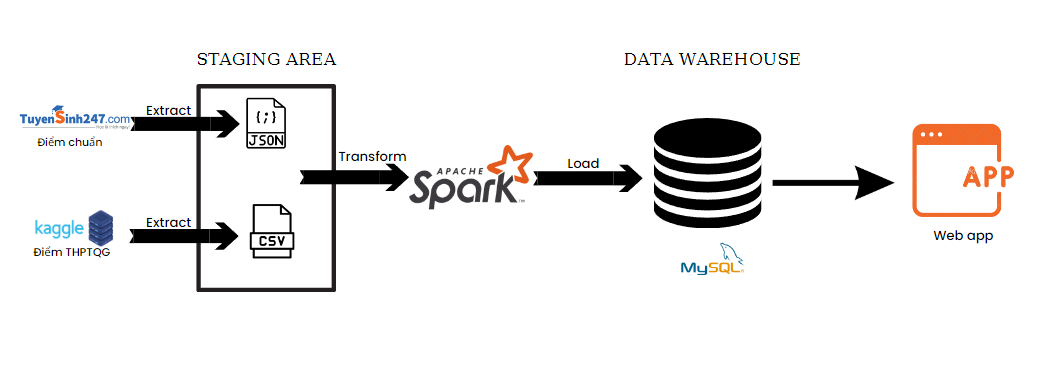 STAGING AREA
DATA WAREHOUSE
TuyenSinh247.com
Điểm chuẩn
Extract
{;}
JSON
kaggle
Điểm THPTQG
Extract
CSV
Transform
APACHE
Spark
Load
MySQL
APP
Web app